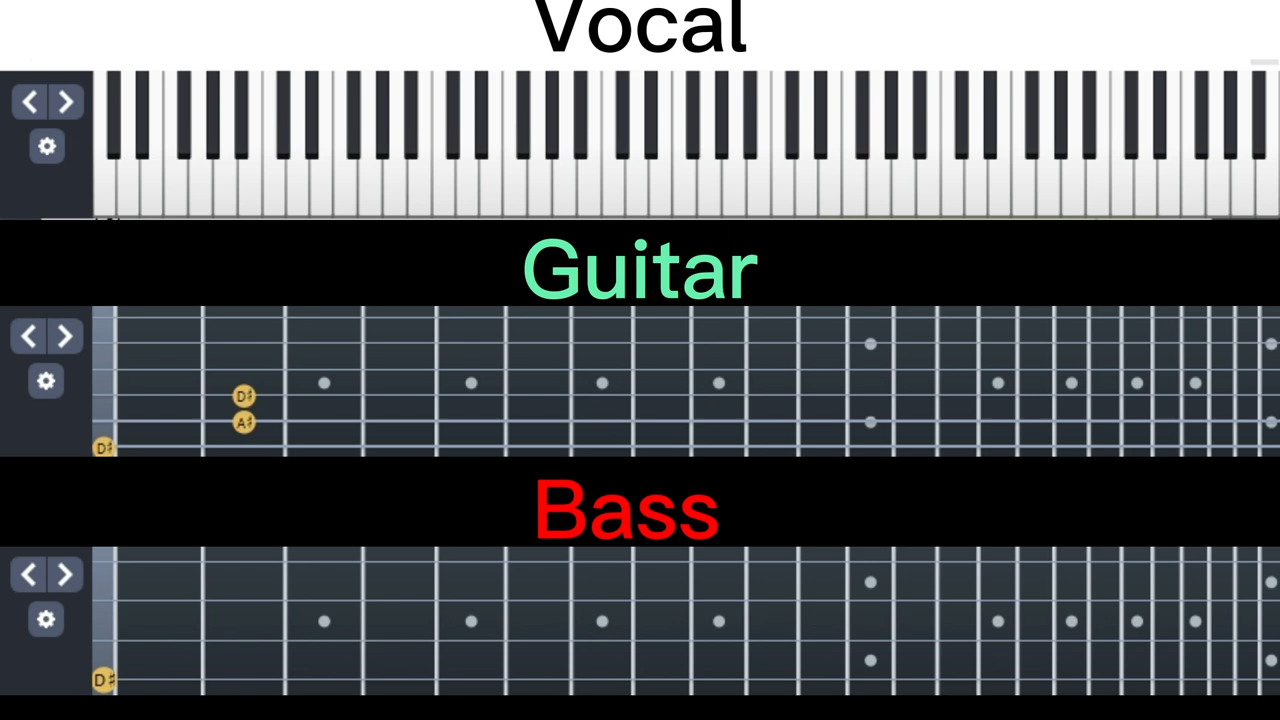 Vocal
Guitar
D♯
A♯
D♯
Bass
D♯